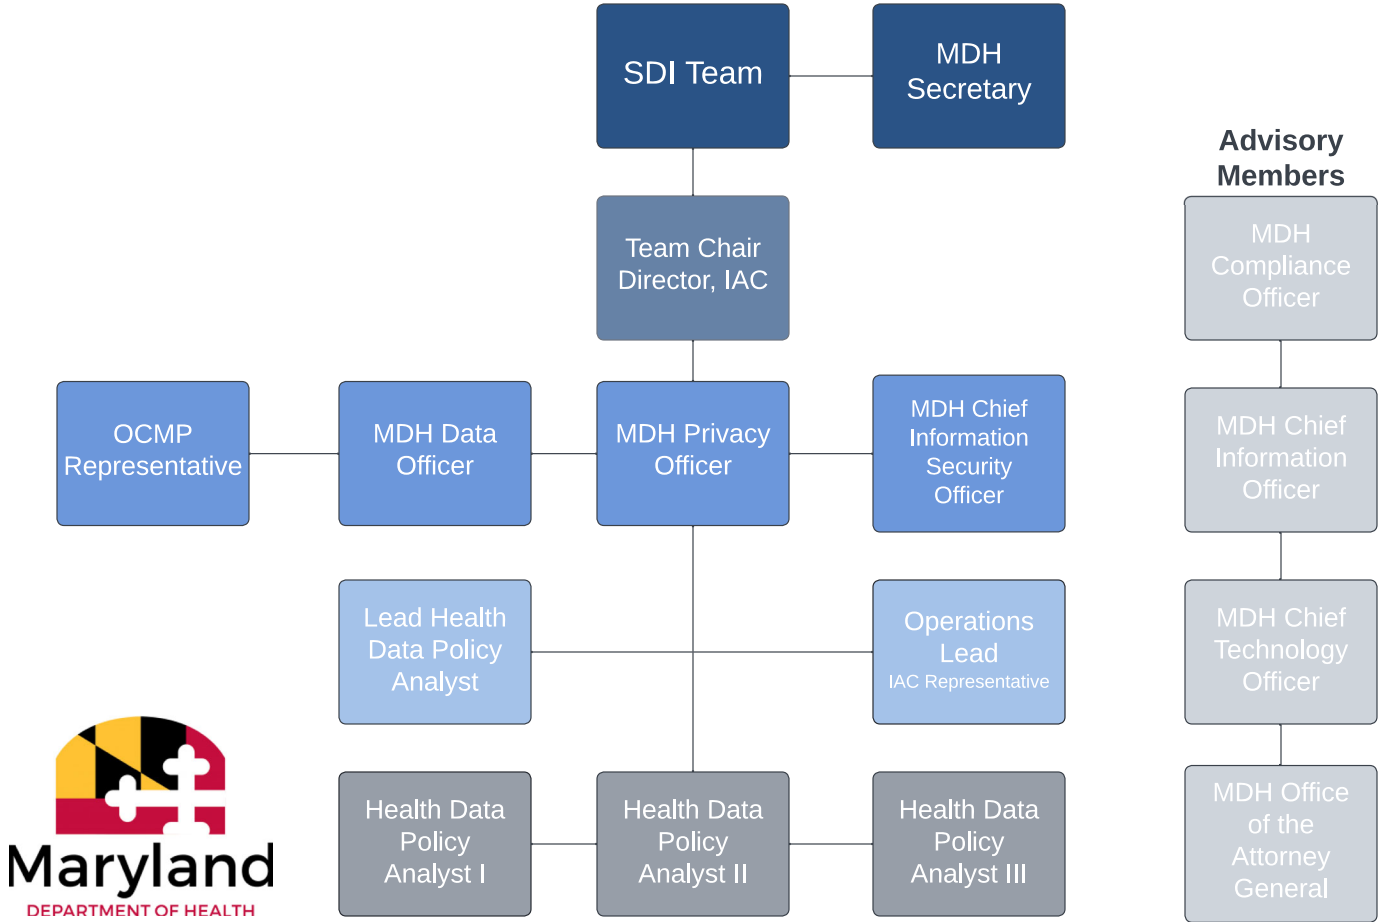 SDI Team
MDH
Secretary
Advisory
Members
Team Chair
Director, IAC
MDH
Compliance
Officer
OCMP
Representative
MDH Data
Officer
MDH Privacy
Officer
MDH Chief
Information
Security
Officer
MDH Chief
Information
Officer
Lead Health
Data Policy
Analyst
Operations
Lead
IAC Representative
MDH Chief
Technology
Officer
Health Data
Policy
Analyst I
Health Data
Policy
Analyst II
Health Data
Policy
Analyst III
MDH Office
of the
Attorney
General
Maryland
DEPARTMENT OF HEALTH